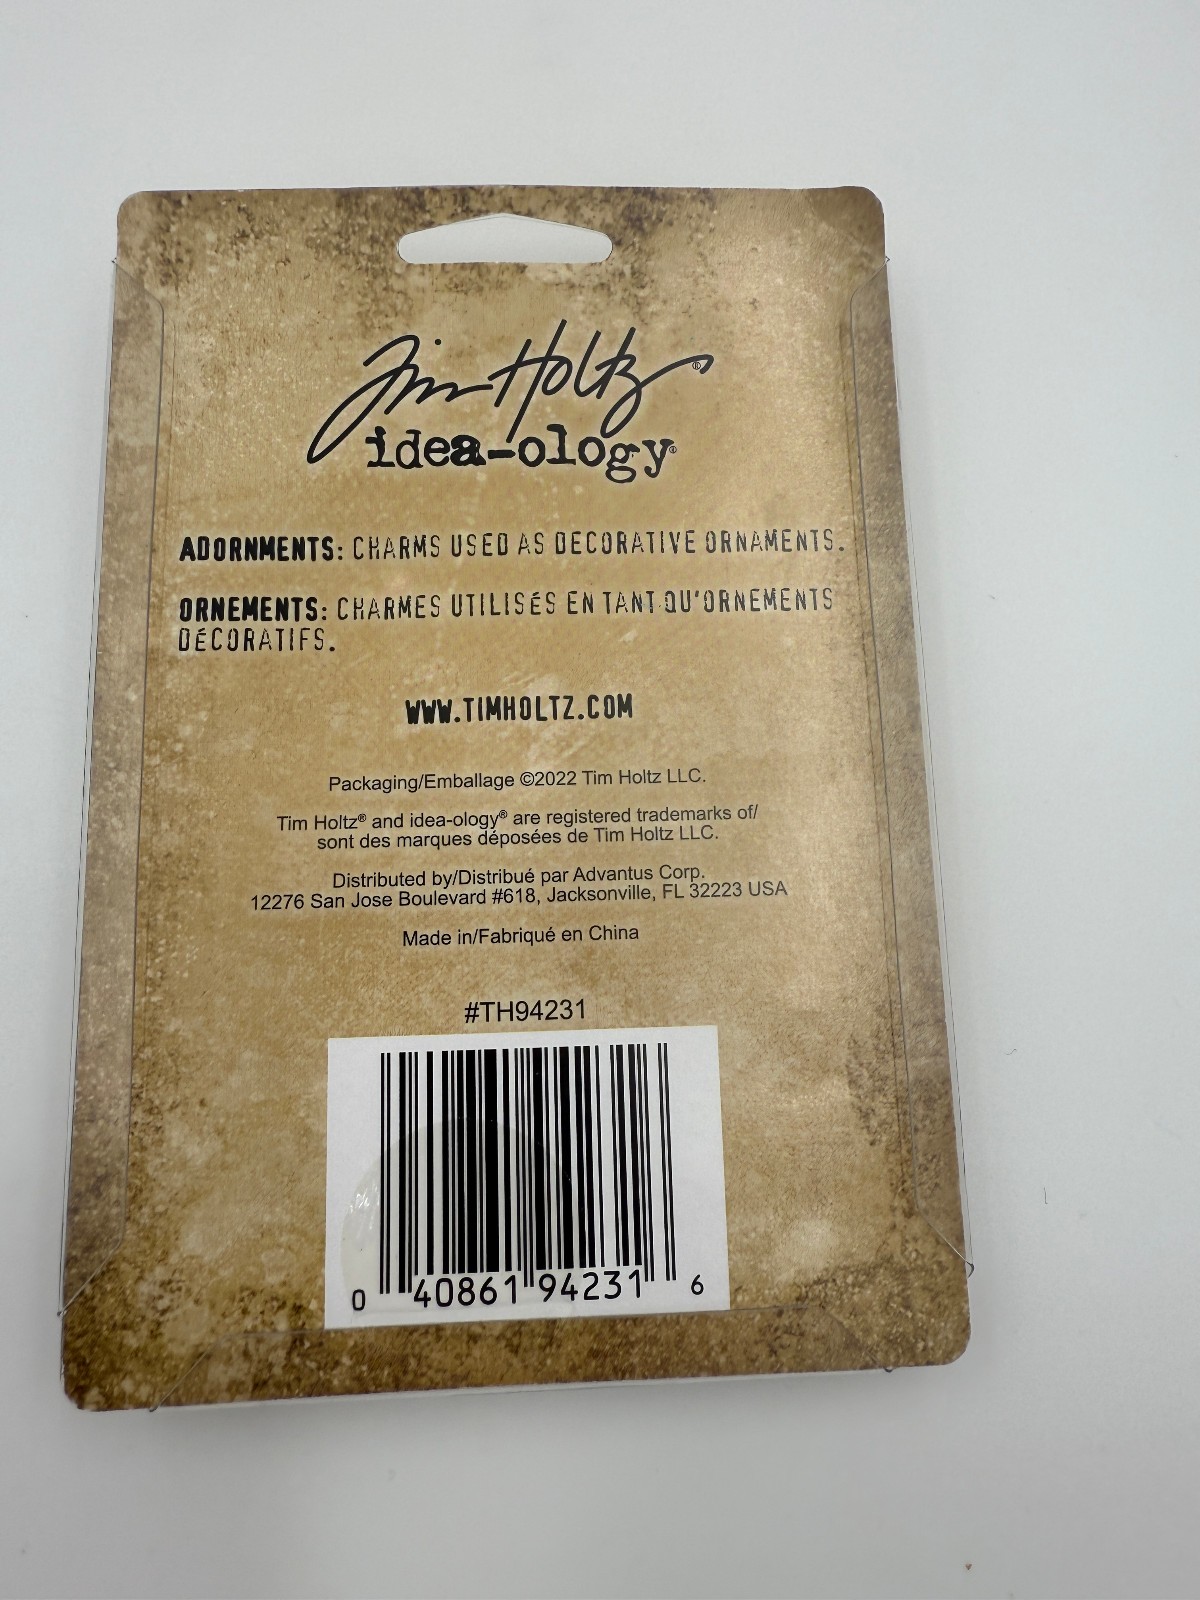 Tim Holtz®
idea-ology®
ADORNMENTS: CHARMS USED AS DECORATIVE ORNAMENTS.
ORNEMENTS: CHARMES UTILISÉS EN TANT QU'ORNEMENTS
DÉCORATIFS.
WWW.TIMHOLTZ.COM
Packaging/Emballage ©2022 Tim Holtz LLC.
Tim Holtz® and idea-ology® are registered trademarks of/
sont des marques déposées de Tim Holtz LLC.
Distributed by/Distribué par Advantus Corp.
12276 San Jose Boulevard #618, Jacksonville, FL 32223 USA
Made in/Fabriqué en China
#TH94231
0 40861 94231 6